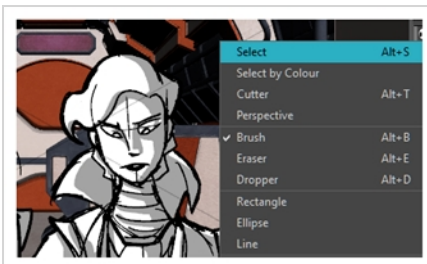 Select Alt+S
Select by Colour
Cutter Alt+T
Perspective
✓ Brush Alt+B
Eraser Alt+E
Dropper Alt+D
Rectangle
Ellipse
Line